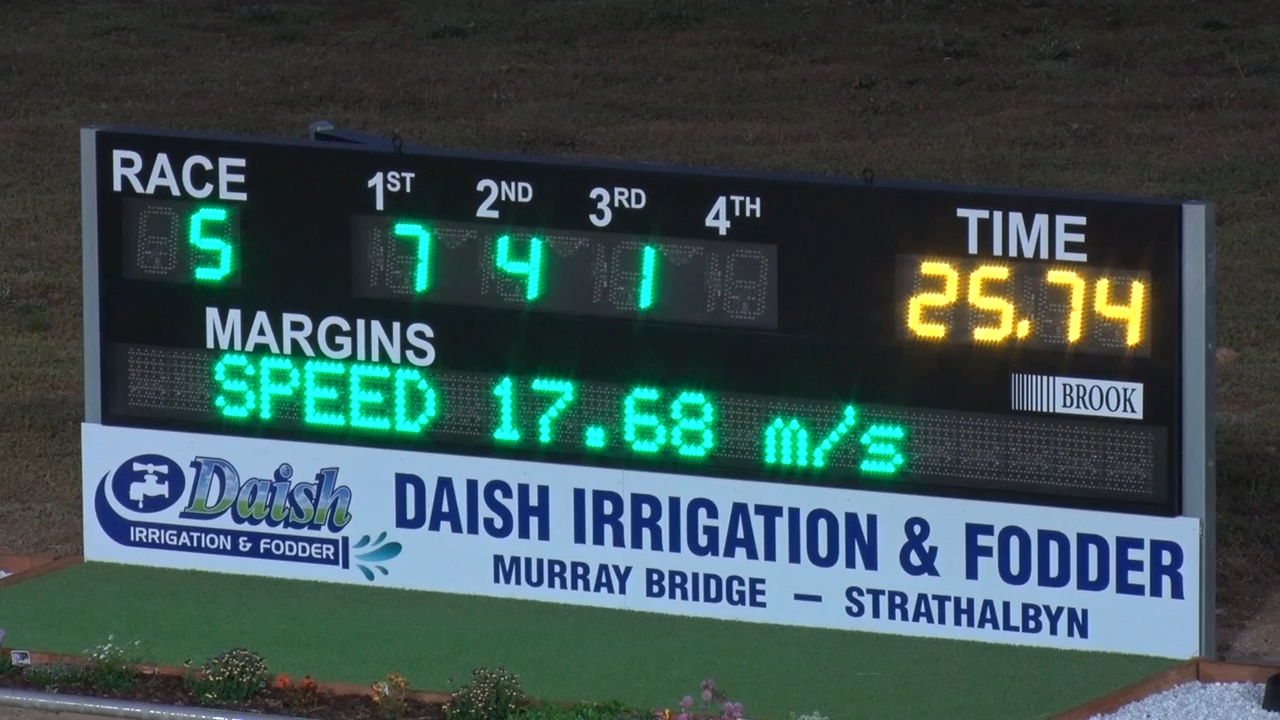 RACE 1ST 2ND 3RD 4TH TIME
5 7 4 1 25.74
MARGINS
SPEED 17.68 m/s
BROOK
Daish
IRRIGATION & FODDER
DAISH IRRIGATION & FODDER
MURRAY BRIDGE — STRATHALBYN